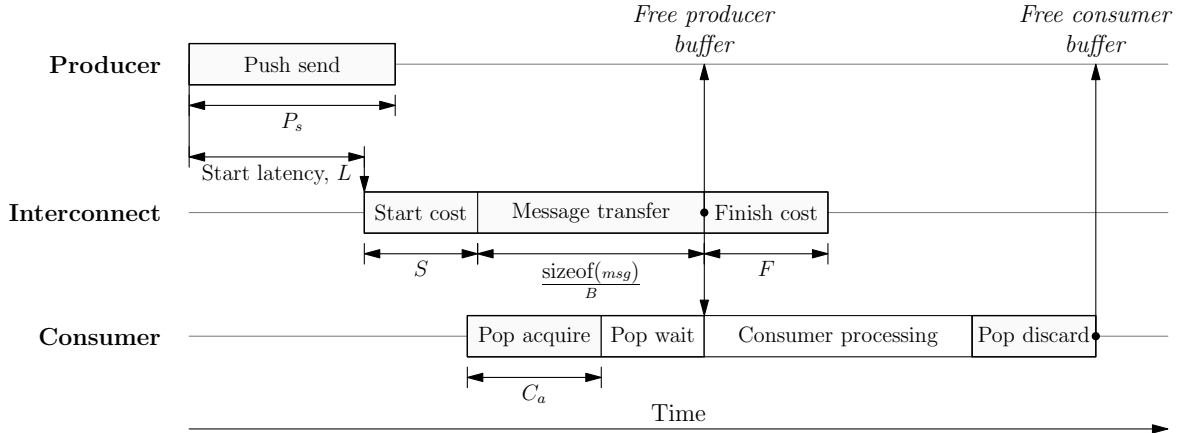 Free producer
buffer
Free consumer
buffer
Producer
Push send
P_s
Start latency, L
Interconnect
Start cost
Message transfer
Finish cost
S
sizeof(msg)
B
F
Consumer
Pop acquire
Pop wait
Consumer processing
Pop discard
C_a
Time